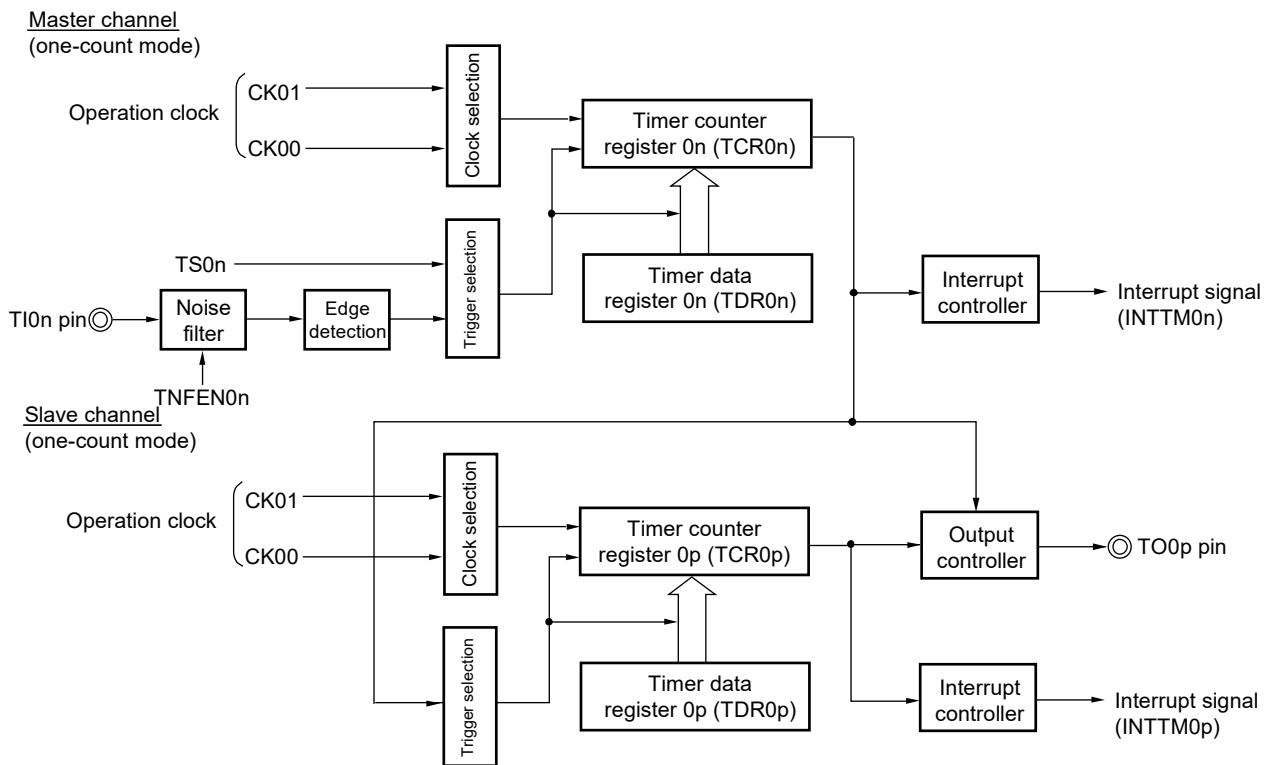 Master channel
(one-count mode)
Operation clock
CK01
CK00
Clock selection
Timer counter
register 0n (TCR0n)
TS0n
Trigger selection
Timer data
register 0n (TDR0n)
Interrupt
controller
Interrupt signal
(INTTM0n)
TI0n pin
Noise
filter
Edge
detection
TNFEN0n
Slave channel
(one-count mode)
Operation clock
CK01
CK00
Clock selection
Timer counter
register 0p (TCR0p)
Output
controller
TO0p pin
Trigger selection
Timer data
register 0p (TDR0p)
Interrupt
controller
Interrupt signal
(INTTM0p)